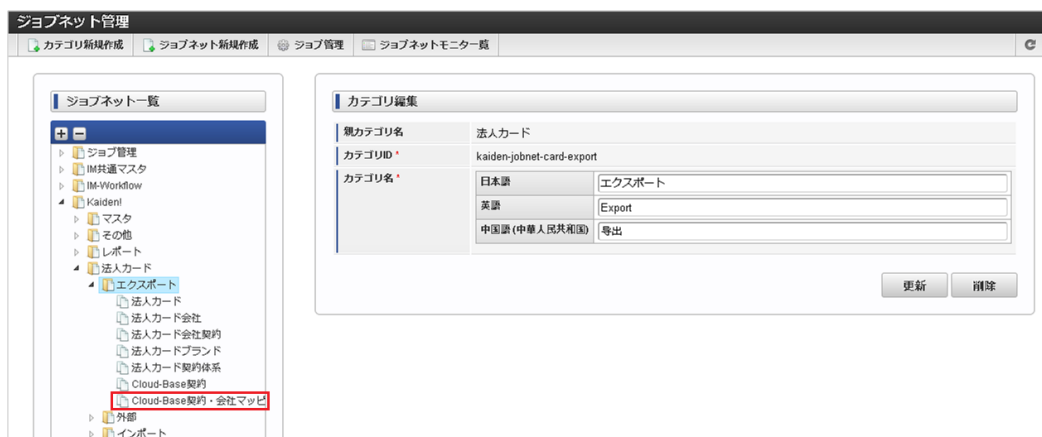 ジョブネット管理
カテゴリ新規作成 ジョブネット新規作成 ジョブ管理 ジョブネットモニタ一覧
ジョブネット一覧
ジョブ管理
IM共通マスタ
IM-Workflow
Kaiden!
マスタ
その他
レポート
法人カード
エクスポート
法人カード
法人カード会社
法人カード会社契約
法人カードブランド
法人カード契約体系
Cloud-Base契約
Cloud-Base契約・会社マッピ
外部
インポート
カテゴリ編集
親カテゴリ名 法人カード
カテゴリID * kaiden-jobnet-card-export
カテゴリ名 * 日本語 エクスポート
英語 Export
中国語 (中華人民共和国) 导出
更新 削除